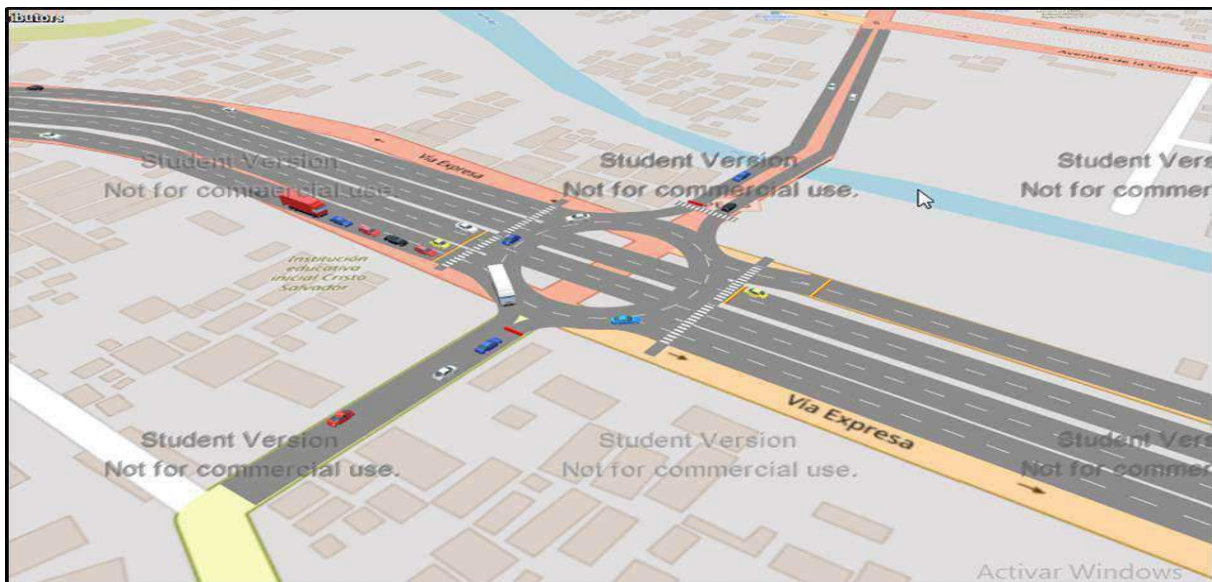 ibutors
Avenida de la Cultura
Avenida de la Cultura
Vía Expresa
Student Version
Not for commercial use.
Student Version
Not for commercial use.
Student Vers
Not for commer
Institución
educativa
inicial Cristo
Salvador
Vía Expresa
Student Version
Not for commercial use.
Student Version
Not for commercial use.
Student Vers
Not for commer
Activar Windows